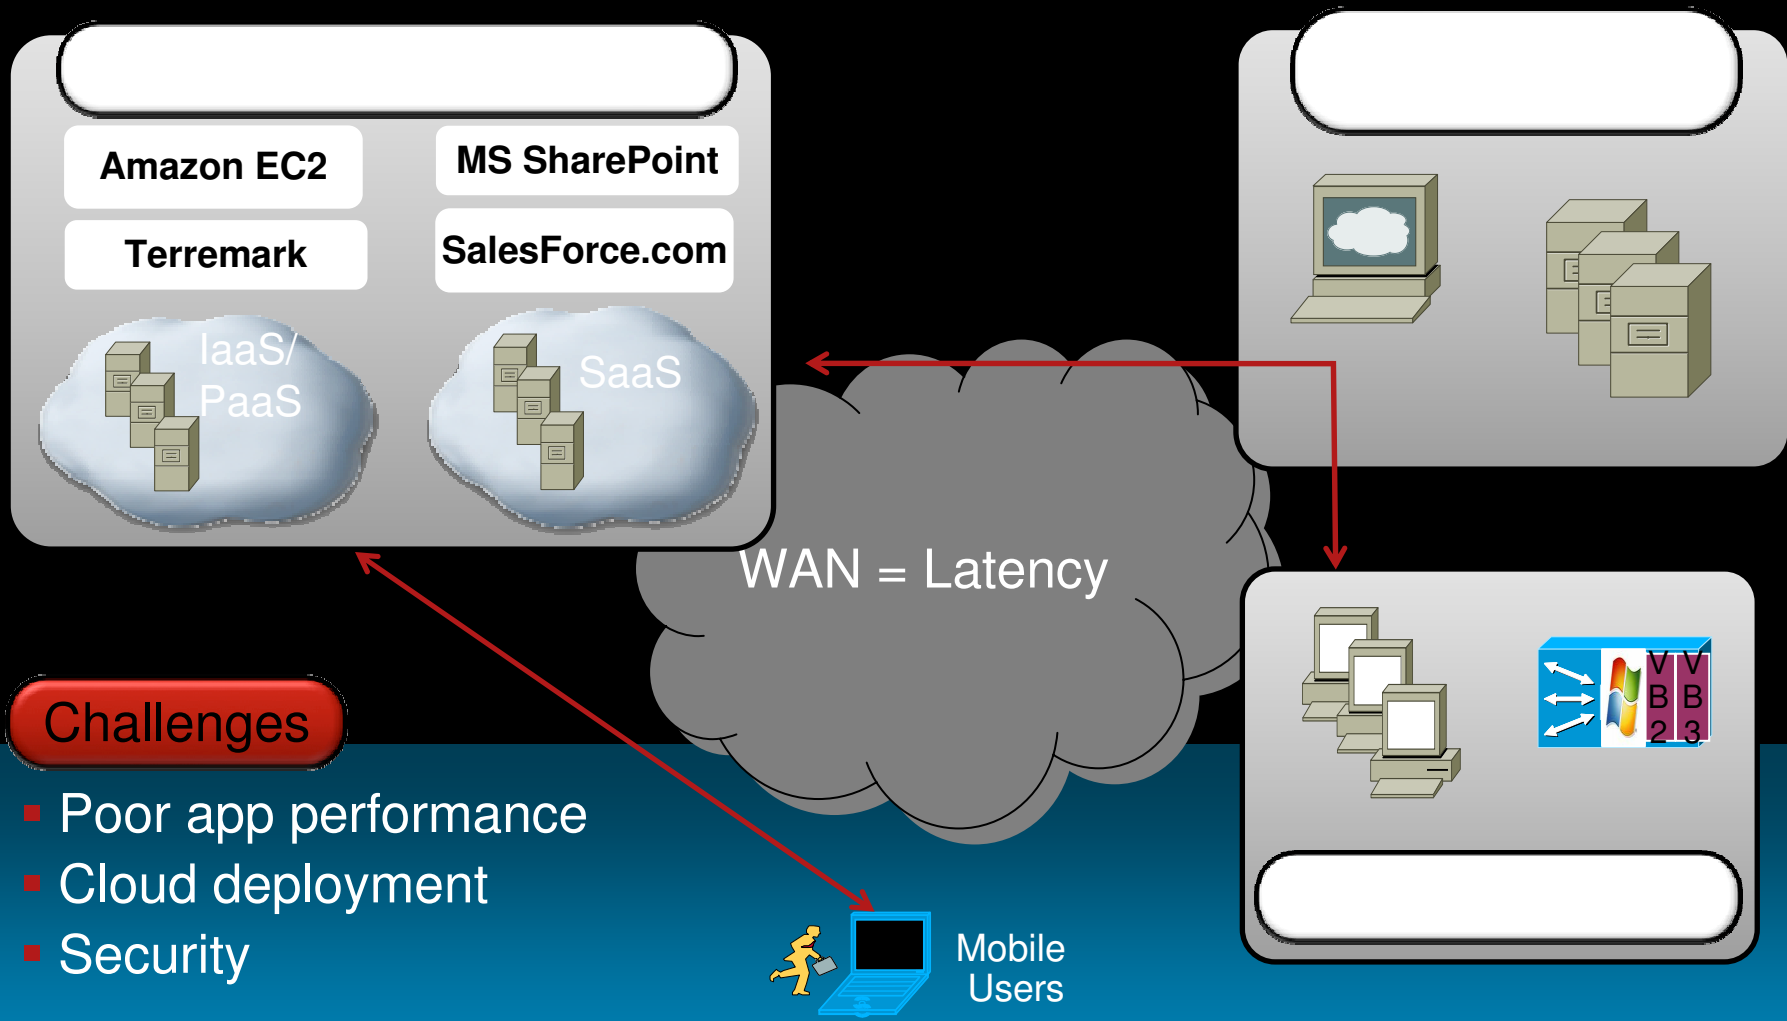 Amazon EC2
MS SharePoint
Terremark
SalesForce.com
IaaS/
PaaS
SaaS
WAN = Latency
V V
B B
2 3
Challenges
Poor app performance
Cloud deployment
Security
Mobile
Users